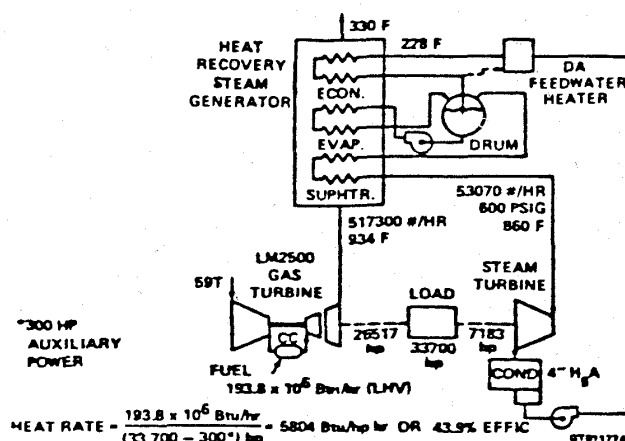 330 F
HEAT
RECOVERY
STEAM
GENERATOR
228 F
DA
FEEDWATER
HEATER
ECON.
EVAP.
DRUM
SUPHTR.
53070 #/HR
600 PSIG
860 F
517300 #/HR
934 F
LM2500
GAS
TURBINE
STEAM
TURBINE
59°F
LOAD
CC
26517
hp
33700
hp
7183
hp
*300 HP
AUXILIARY
POWER
FUEL
193.8 x 10⁶ Btu/hr (LHV)
COND
4" HgA
HEAT RATE = 193.8 x 10⁶ Btu/hr
(33,700 - 300*) hp
= 5804 Btu/hp hr OR 43.9% EFFIC